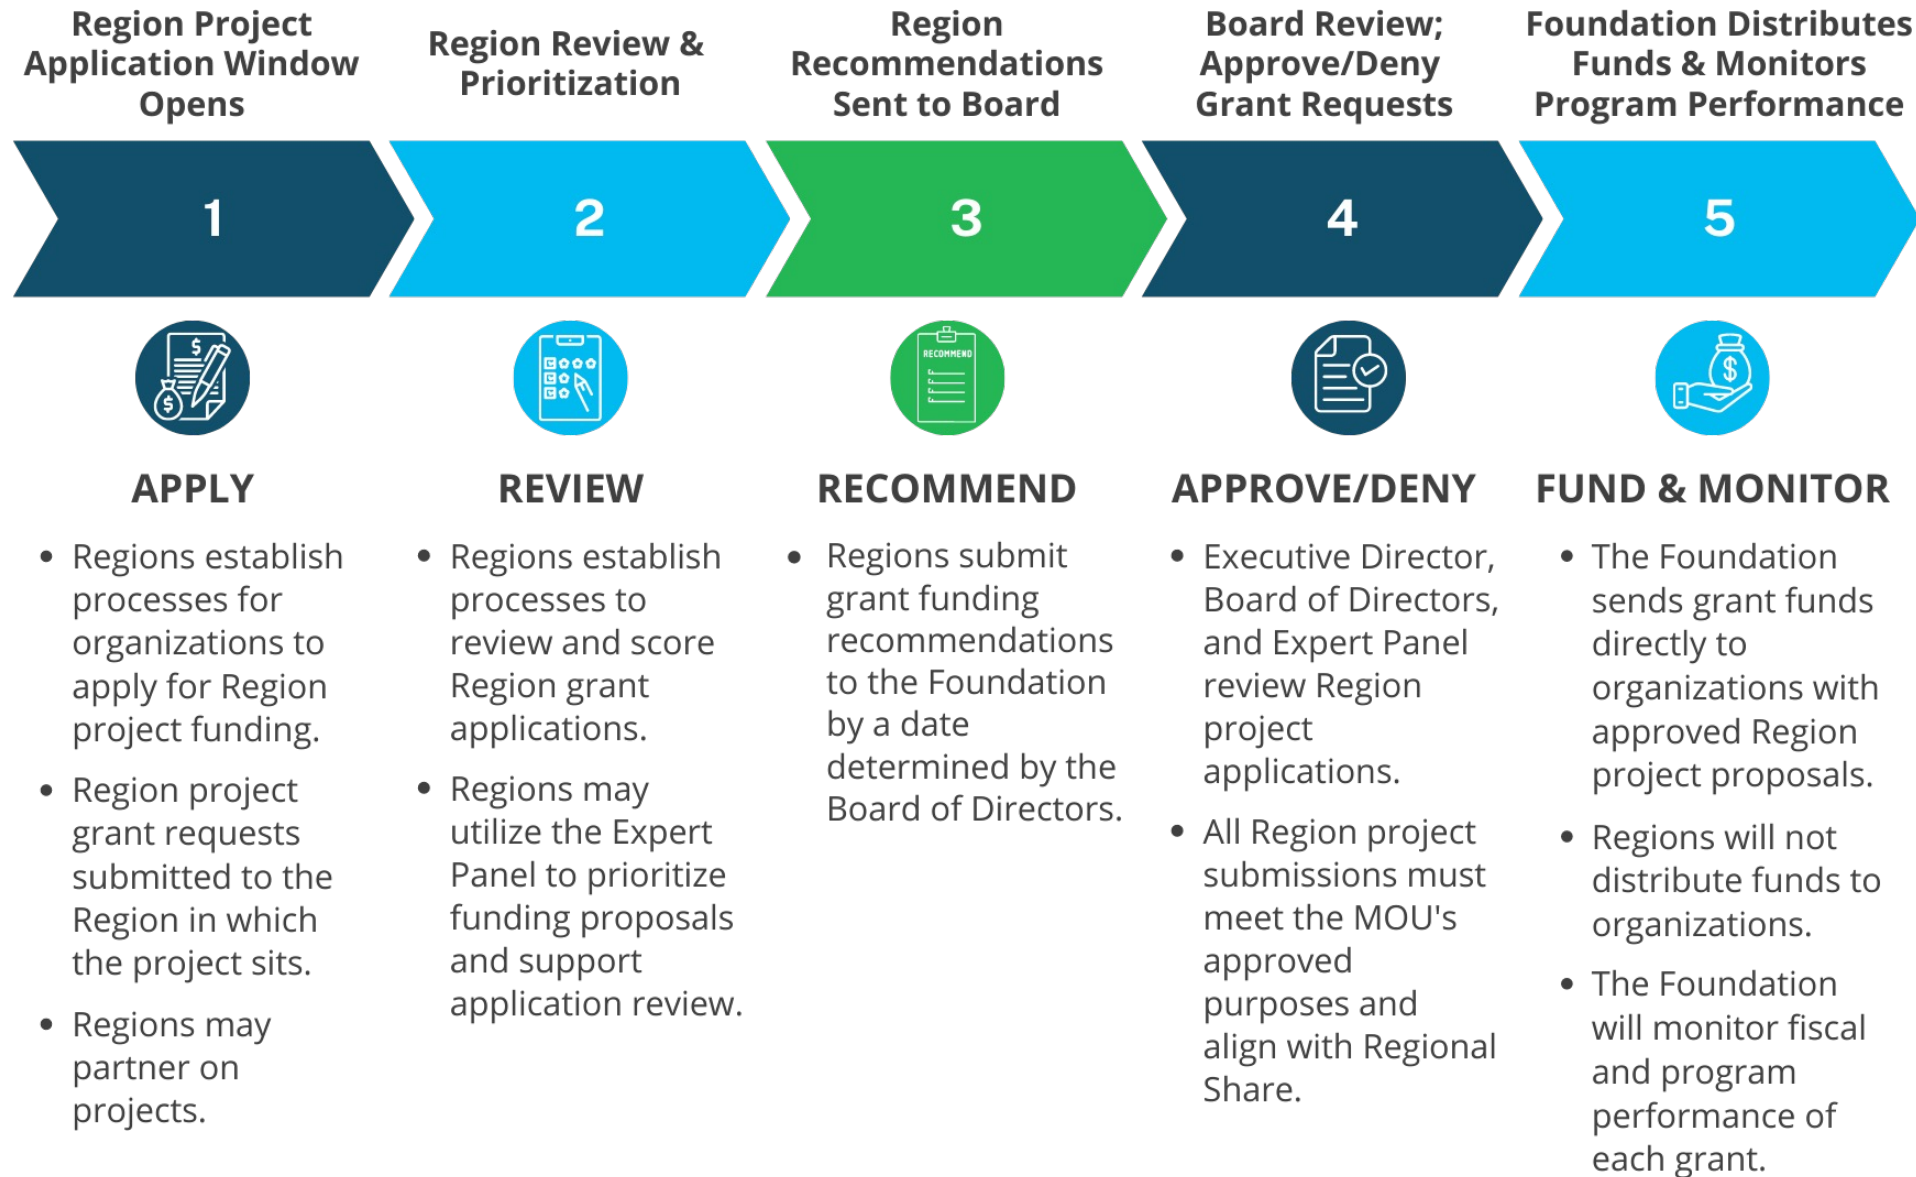 Region Project
Application Window
Opens
Region Review &
Prioritization
Region
Recommendations
Sent to Board
Board Review;
Approve/Deny
Grant Requests
Foundation Distributes
Funds & Monitors
Program Performance
1
2
3
4
5
$
$
RECOMMEND
$
APPLY
• Regions establish
processes for
organizations to
apply for Region
project funding.
• Region project
grant requests
submitted to the
Region in which
the project sits.
• Regions may
partner on
projects.
REVIEW
• Regions establish
processes to
review and score
Region grant
applications.
• Regions may
utilize the Expert
Panel to prioritize
funding proposals
and support
application review.
RECOMMEND
• Regions submit
grant funding
recommendations
to the Foundation
by a date
determined by the
Board of Directors.
APPROVE/DENY
• Executive Director,
Board of Directors,
and Expert Panel
review Region
project
applications.
• All Region project
submissions must
meet the MOU's
approved
purposes and
align with Regional
Share.
FUND & MONITOR
• The Foundation
sends grant funds
directly to
organizations with
approved Region
project proposals.
• Regions will not
distribute funds to
organizations.
• The Foundation
will monitor fiscal
and program
performance of
each grant.